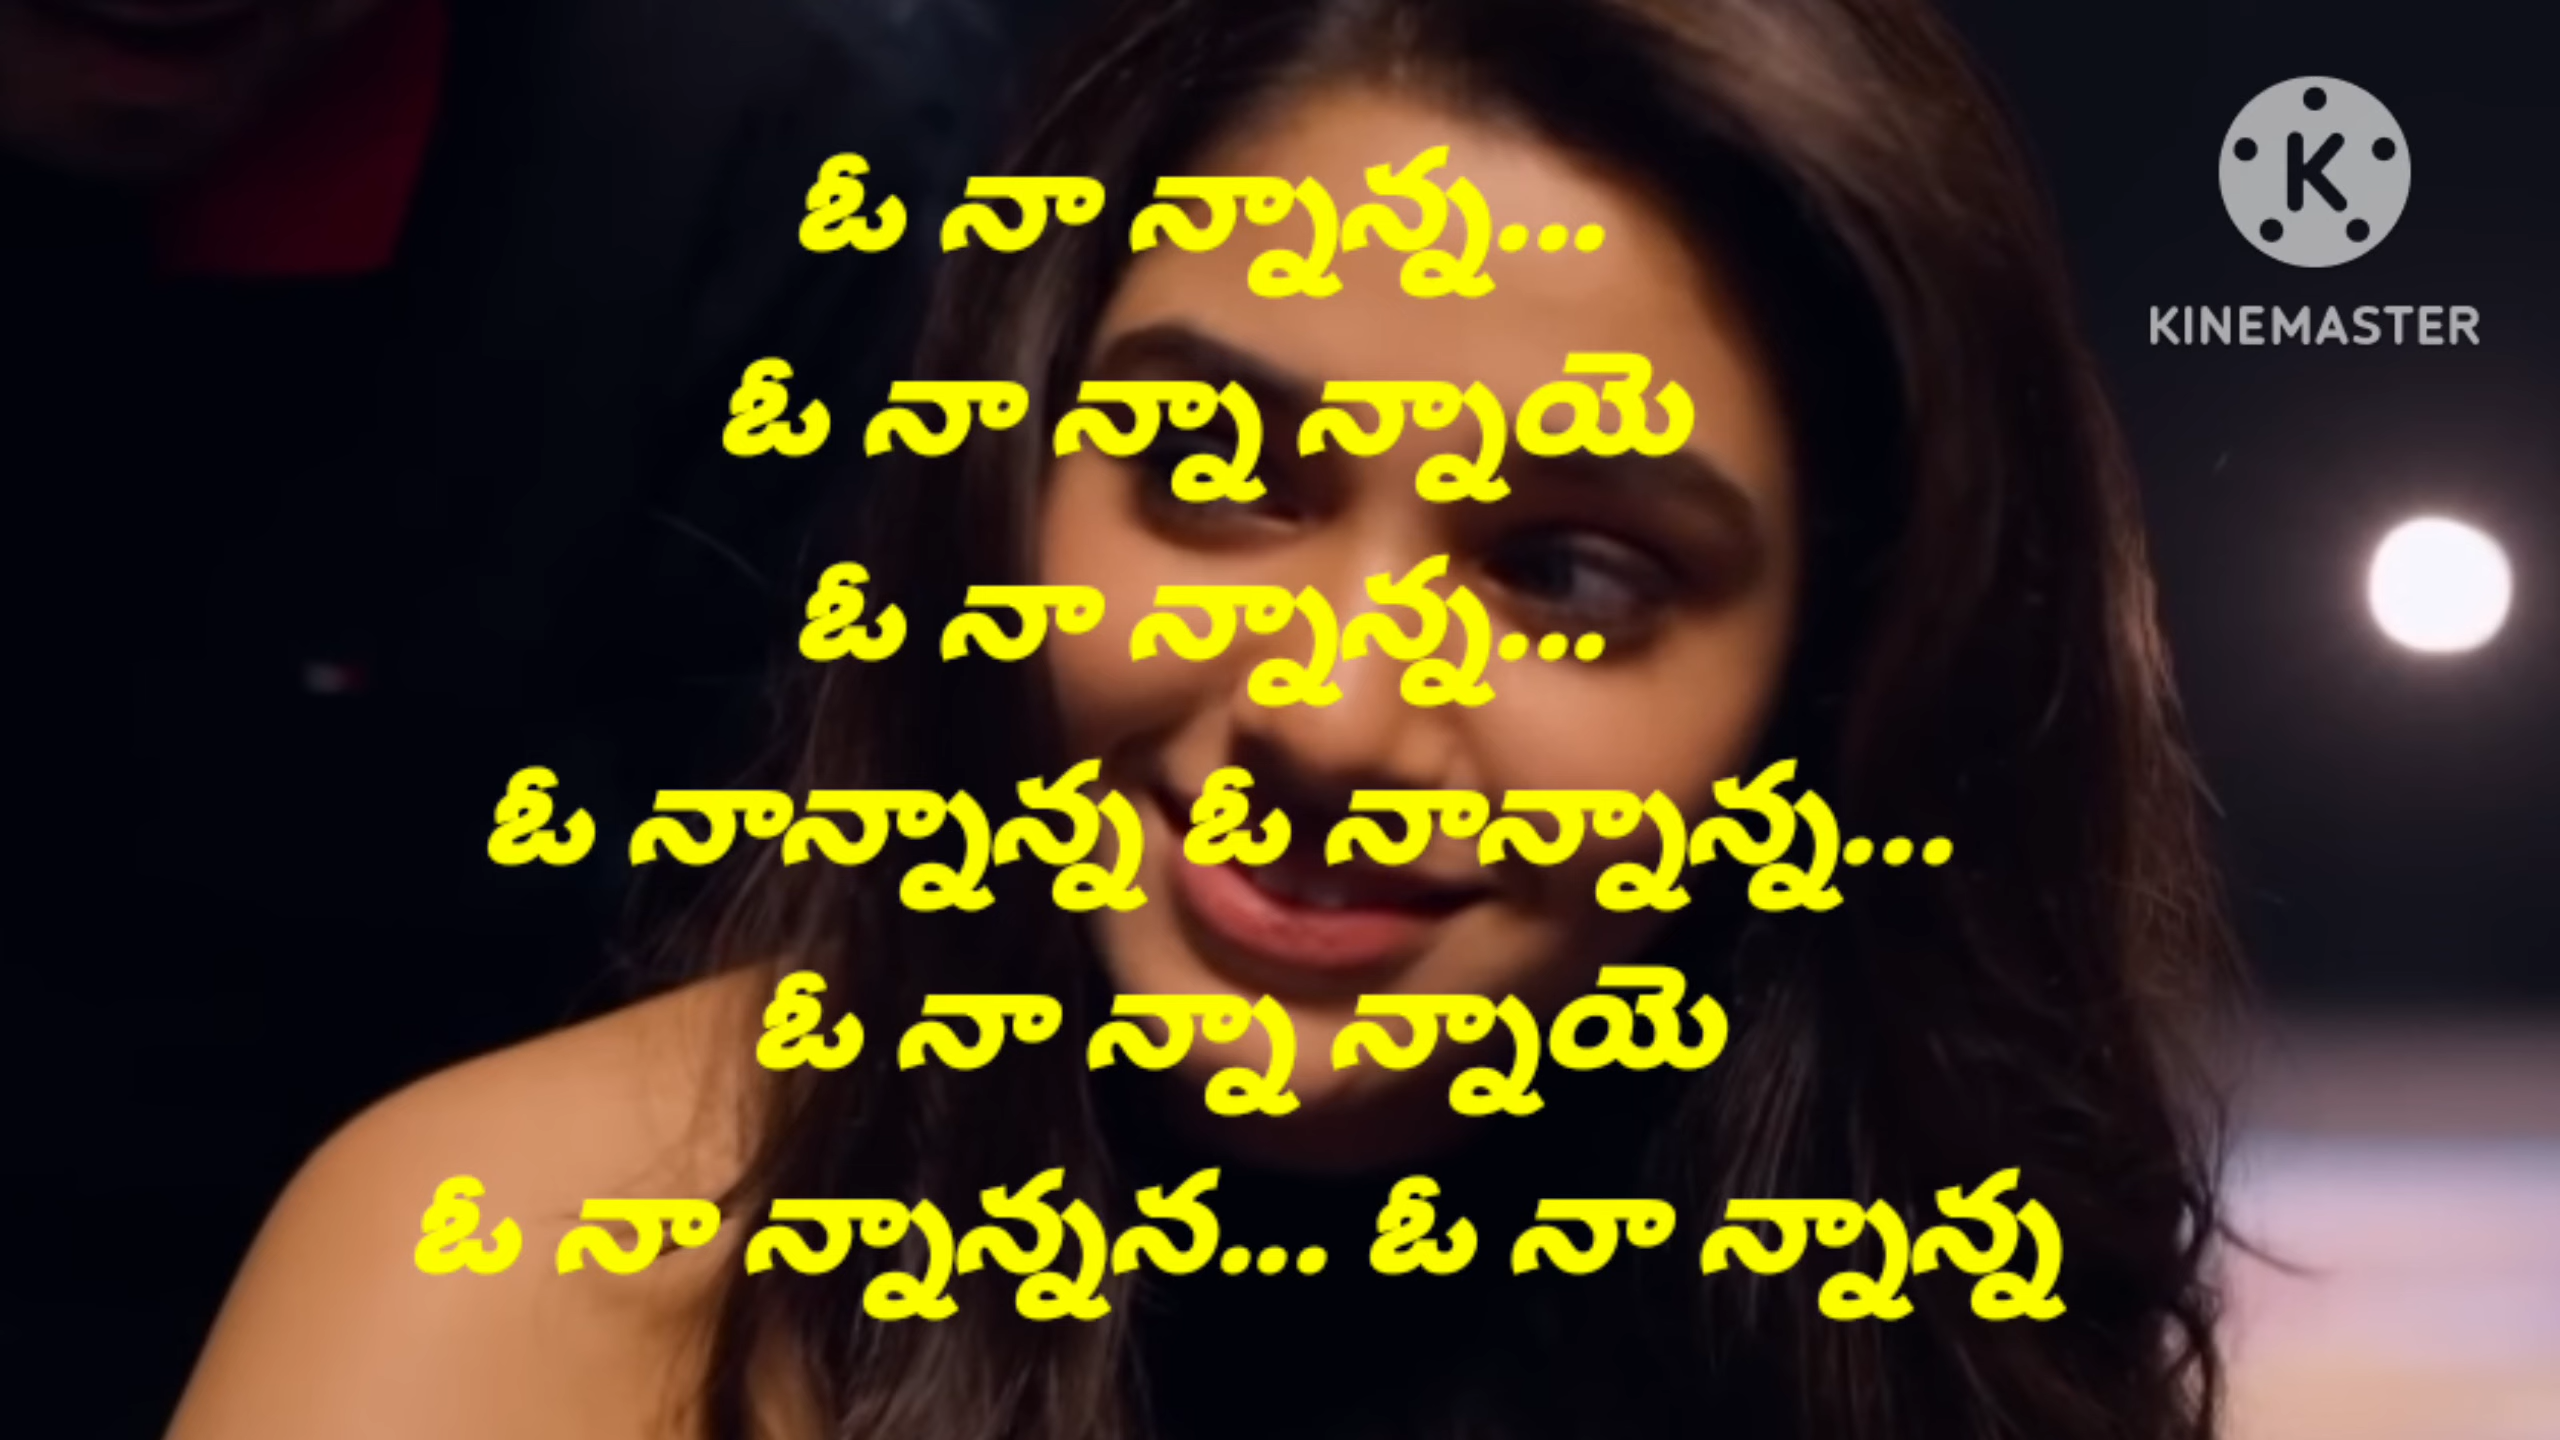 ఓ నా న్నాన్న...
KINEMASTER
ఓ నా న్నా న్నాయె
ఓ నా న్నాన్న...
ఓ నాన్నాన్న ఓ నాన్నాన్న...
ఓ నా న్నా న్నాయె
ఓ నా న్నాన్నన... ఓ నా న్నాన్న